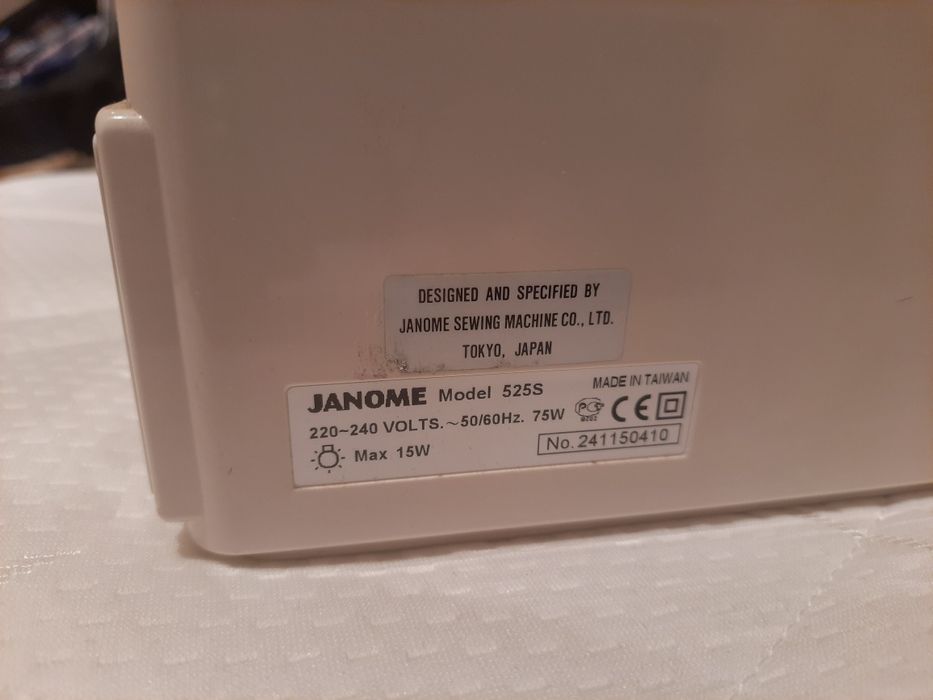 DESIGNED AND SPECIFIED BY
JANOME SEWING MACHINE CO., LTD.
TOKYO, JAPAN
JANOME Model 525S
MADE IN TAIWAN
220~240 VOLTS.~50/60Hz. 75W
CE
Max 15W
No. 241150410